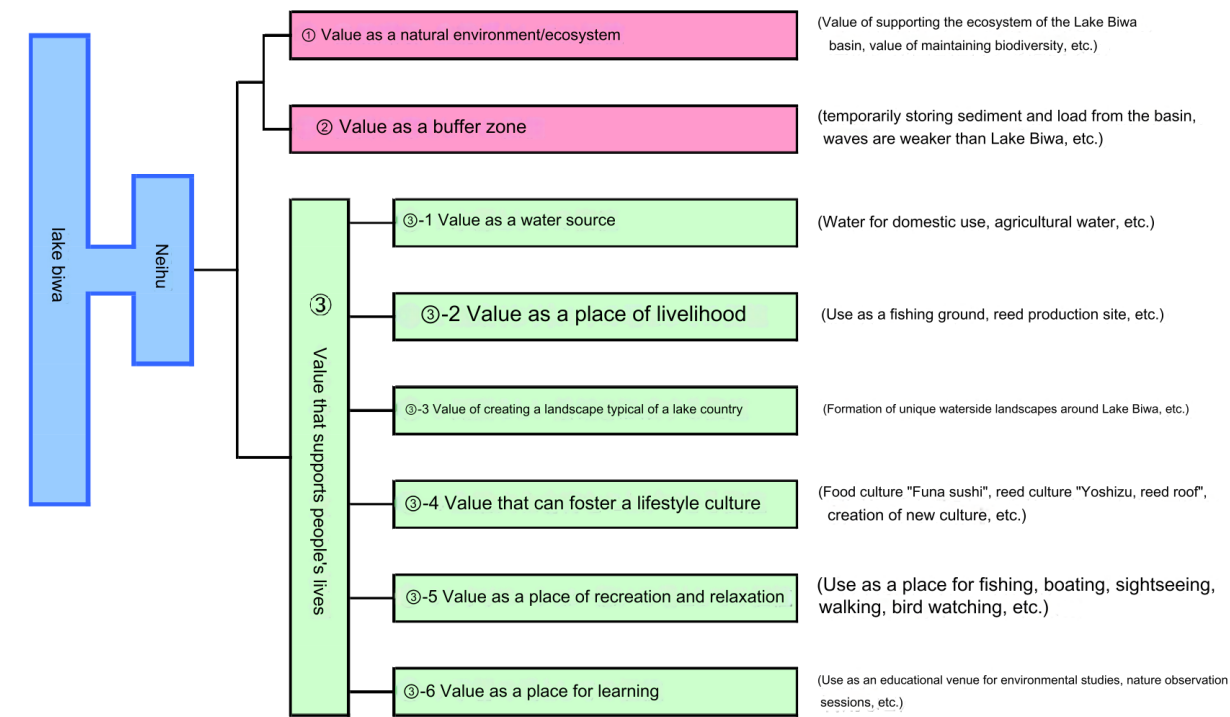 lake biwa
Neihu
① Value as a natural environment/ecosystem
(Value of supporting the ecosystem of the Lake Biwa
basin, value of maintaining biodiversity, etc.)
② Value as a buffer zone
(temporarily storing sediment and load from the basin,
waves are weaker than Lake Biwa, etc.)
③ Value that supports people's lives
③-1 Value as a water source
(Water for domestic use, agricultural water, etc.)
③-2 Value as a place of livelihood
(Use as a fishing ground, reed production site, etc.)
③-3 Value of creating a landscape typical of a lake country
(Formation of unique waterside landscapes around Lake Biwa, etc.)
③-4 Value that can foster a lifestyle culture
(Food culture "Funa sushi", reed culture "Yoshizu, reed roof",
creation of new culture, etc.)
③-5 Value as a place of recreation and relaxation
(Use as a place for fishing, boating, sightseeing,
walking, bird watching, etc.)
③-6 Value as a place for learning
(Use as an educational venue for environmental studies, nature observation
sessions, etc.)